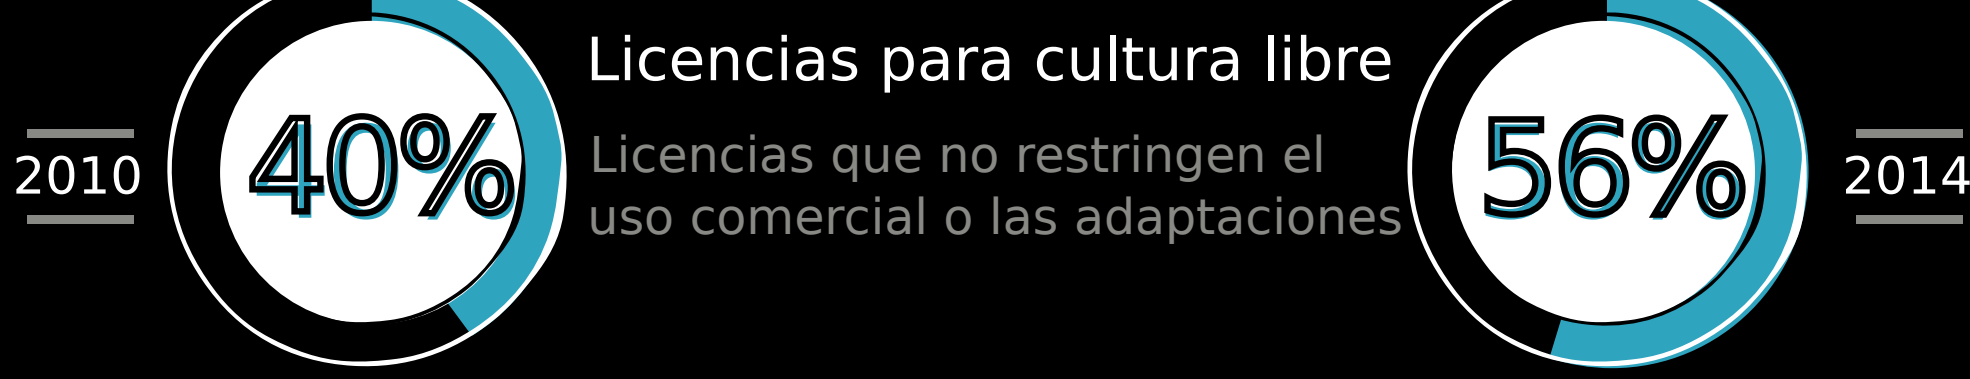 2010
40%
Licencias para cultura libre
Licencias que no restringen el
uso comercial o las adaptaciones
56%
2014